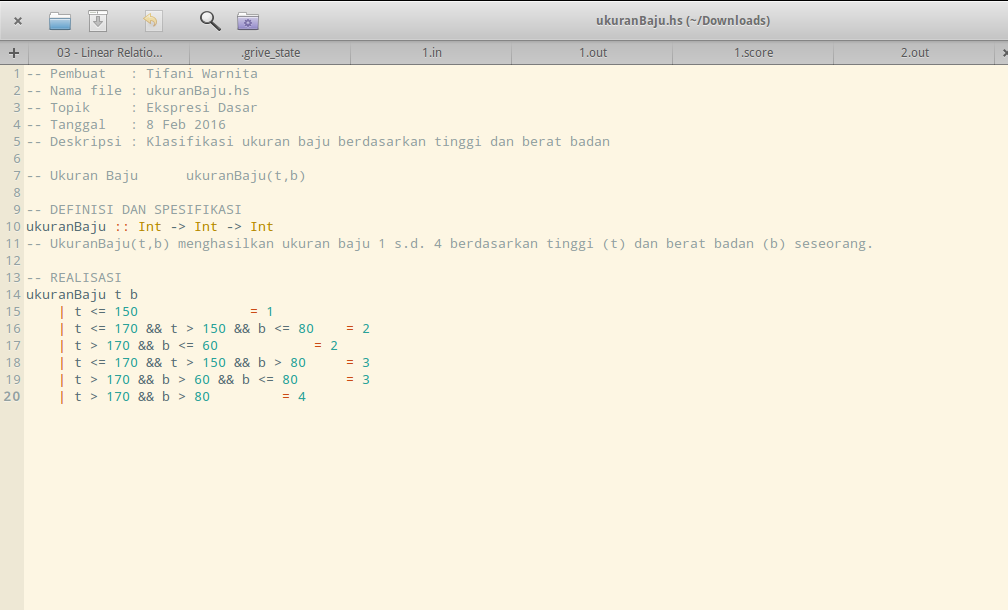 ukuranBaju.hs (~/Downloads)
03 - Linear Relatio... .grive_state 1.in 1.out 1.score 2.out
1 -- Pembuat   : Tifani Warnita
2 -- Nama file : ukuranBaju.hs
3 -- Topik     : Ekspresi Dasar
4 -- Tanggal   : 8 Feb 2016
5 -- Deskripsi : Klasifikasi ukuran baju berdasarkan tinggi dan berat badan
6
7 -- Ukuran Baju      ukuranBaju(t,b)
8
9 -- DEFINISI DAN SPESIFIKASI
10 ukuranBaju :: Int -> Int -> Int
11 -- UkuranBaju(t,b) menghasilkan ukuran baju 1 s.d. 4 berdasarkan tinggi (t) dan berat badan (b) seseorang.
12
13 -- REALISASI
14 ukuranBaju t b
15     | t <= 150              = 1
16     | t <= 170 && t > 150 && b <= 80    = 2
17     | t > 170 && b <= 60            = 2
18     | t <= 170 && t > 150 && b > 80     = 3
19     | t > 170 && b > 60 && b <= 80      = 3
20     | t > 170 && b > 80         = 4